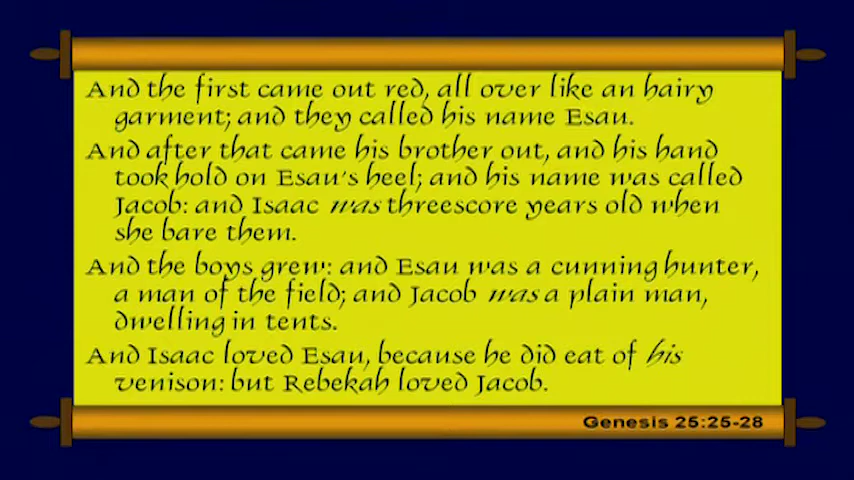 And the first came out red, all over like an hairy
garment; and they called his name Esau.
And after that came his brother out, and his hand
took hold on Esau's heel; and his name was called
Jacob: and Isaac was threescore years old when
she bare them.
And the boys grew: and Esau was a cunning hunter,
a man of the field; and Jacob was a plain man,
dwelling in tents.
And Isaac loved Esau, because he did eat of his
venison: but Rebekah loved Jacob.
Genesis 25:25-28